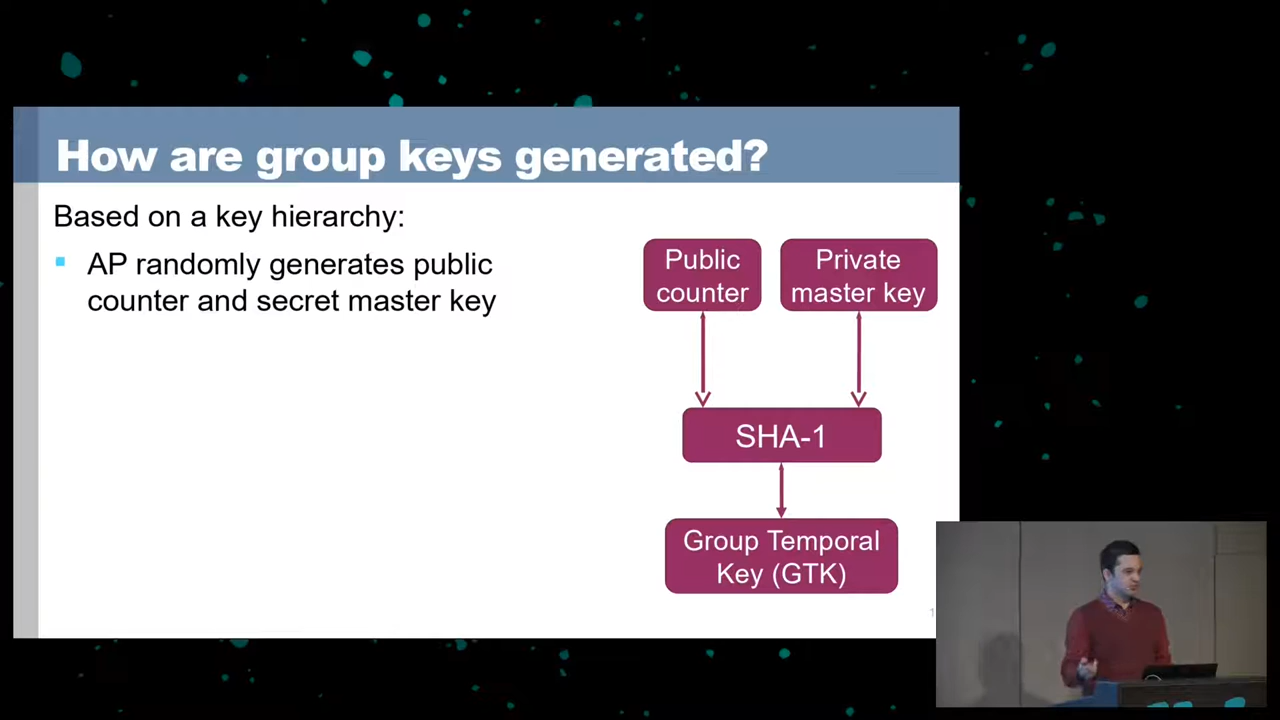 How are group keys generated?
Based on a key hierarchy:
AP randomly generates public
counter and secret master key
Public
counter
Private
master key
SHA-1
Group Temporal
Key (GTK)